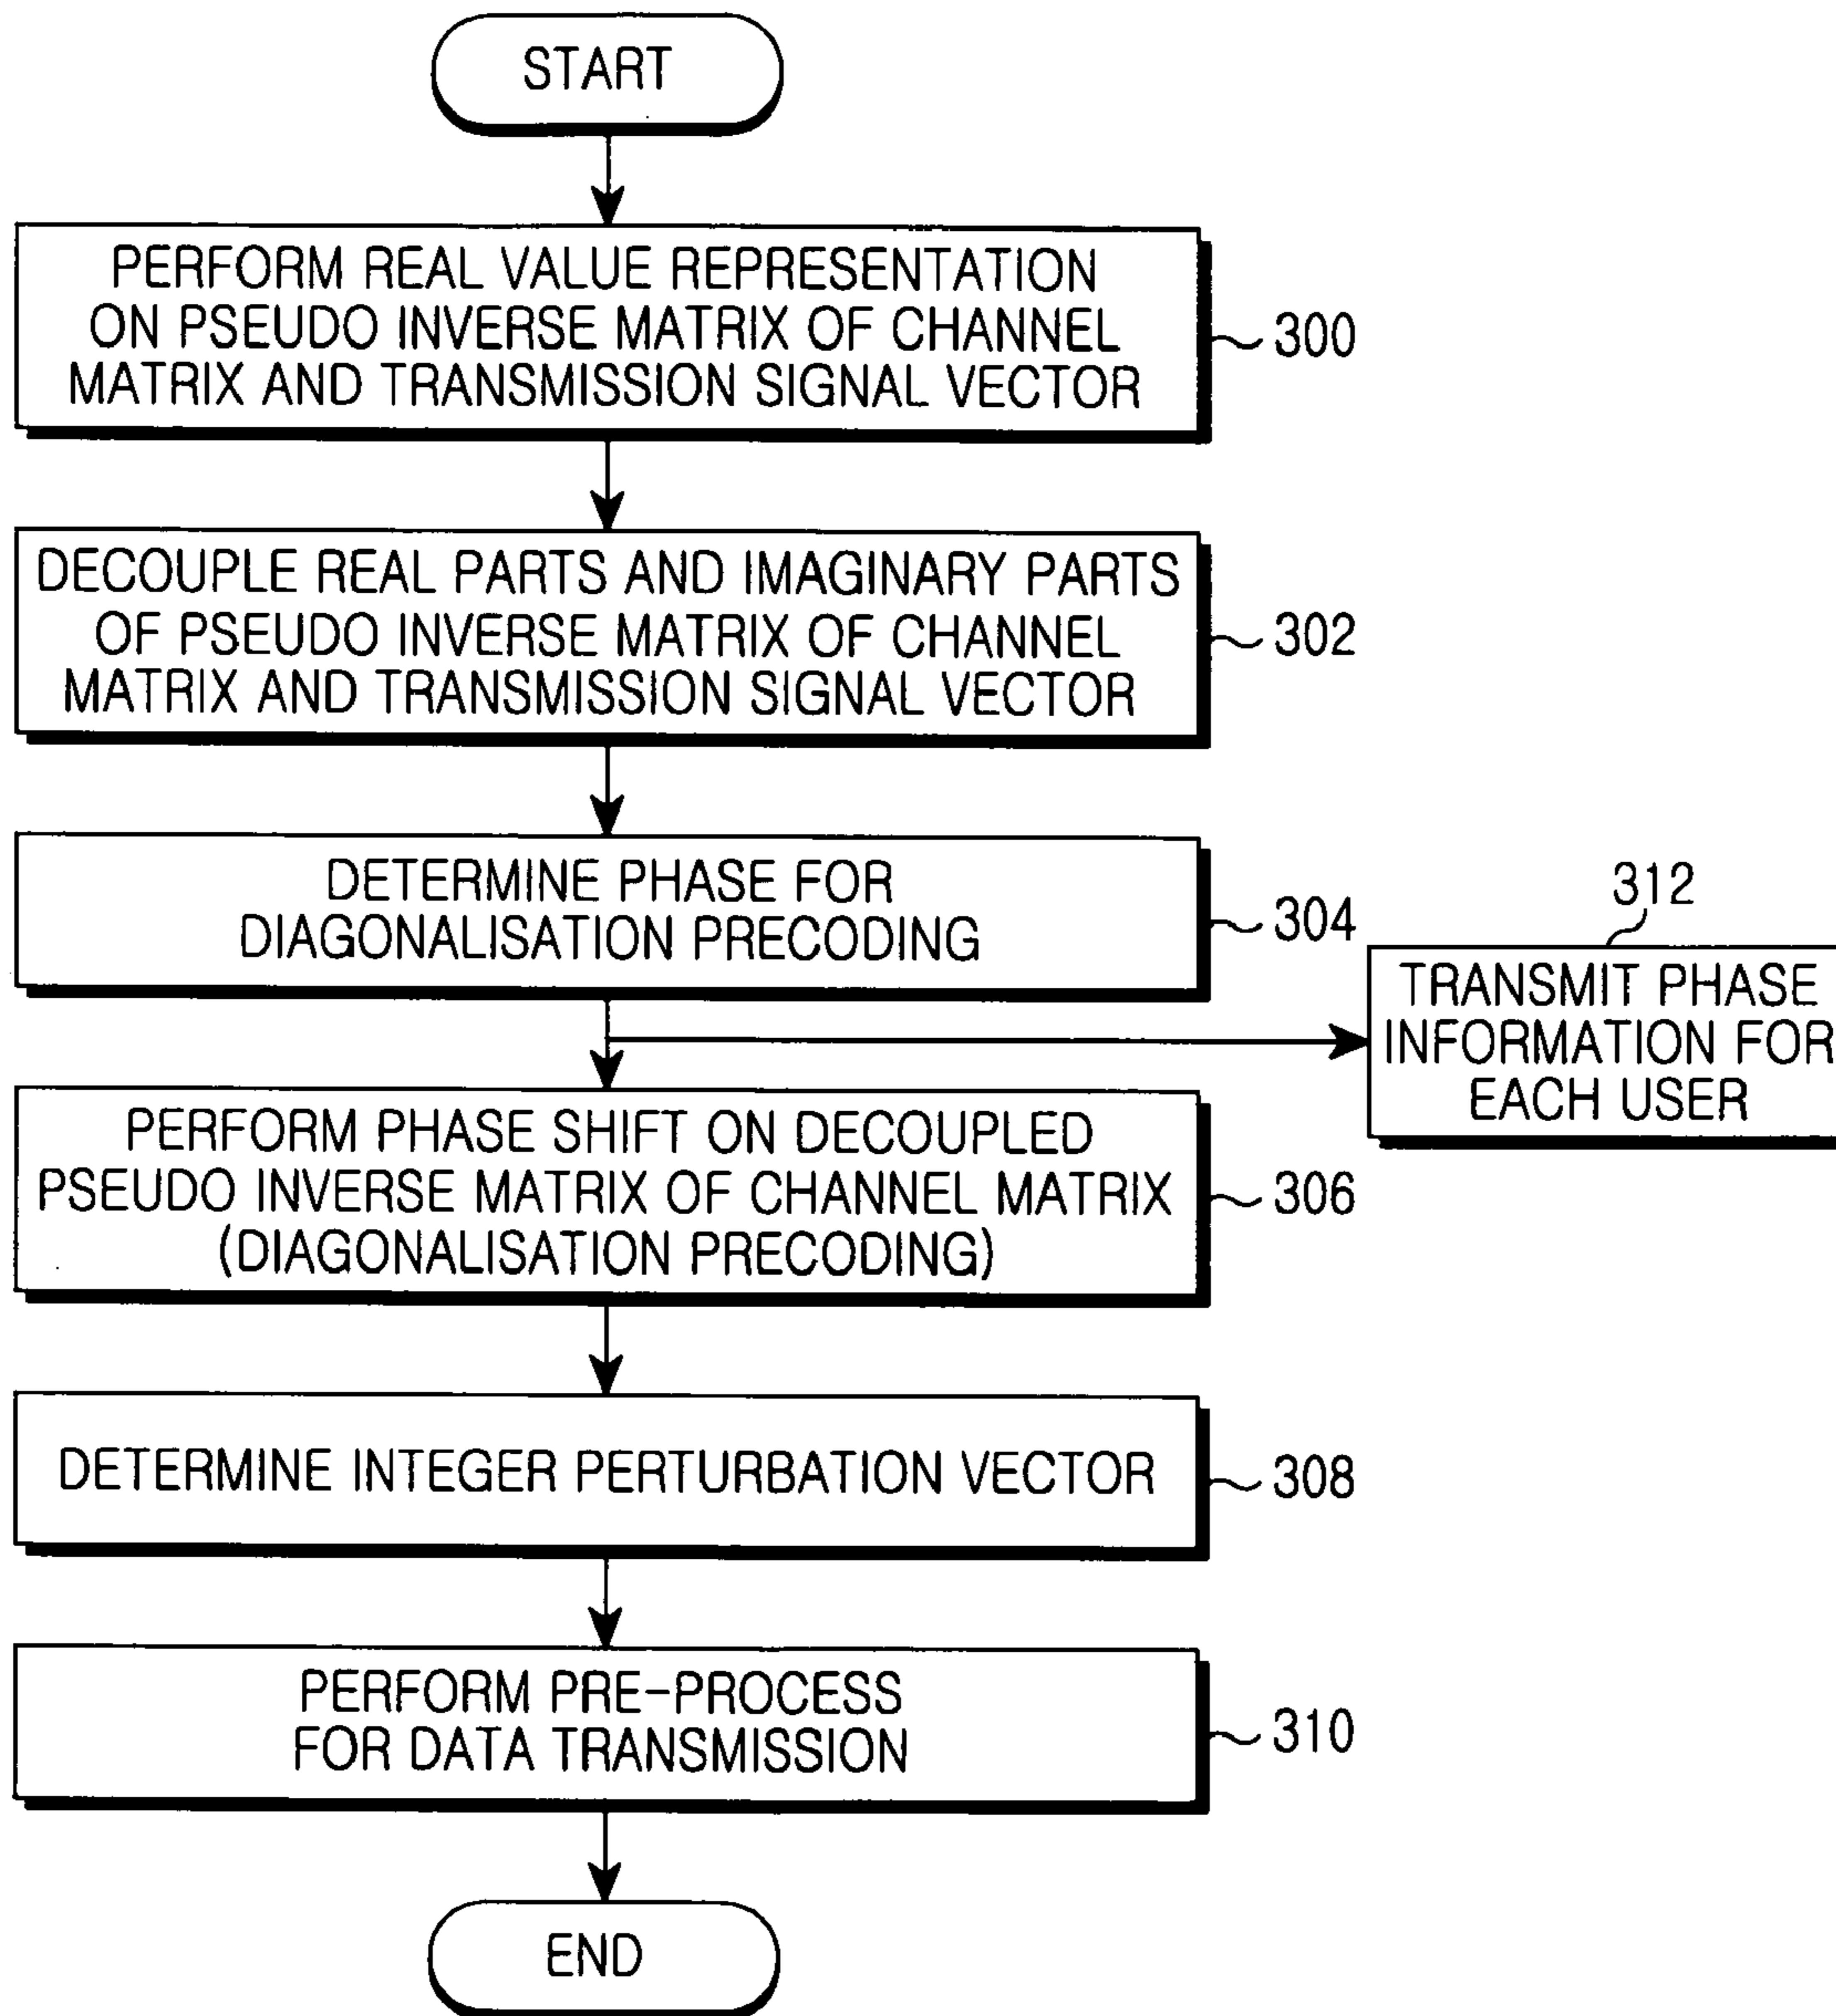 START
PERFORM REAL VALUE REPRESENTATION
ON PSEUDO INVERSE MATRIX OF CHANNEL
MATRIX AND TRANSMISSION SIGNAL VECTOR
300
DECOUPLE REAL PARTS AND IMAGINARY PARTS
OF PSEUDO INVERSE MATRIX OF CHANNEL
MATRIX AND TRANSMISSION SIGNAL VECTOR
302
DETERMINE PHASE FOR
DIAGONALISATION PRECODING
304
312
TRANSMIT PHASE
INFORMATION FOR
EACH USER
PERFORM PHASE SHIFT ON DECOUPLED
PSEUDO INVERSE MATRIX OF CHANNEL MATRIX
(DIAGONALISATION PRECODING)
306
DETERMINE INTEGER PERTURBATION VECTOR
308
PERFORM PRE-PROCESS
FOR DATA TRANSMISSION
310
END